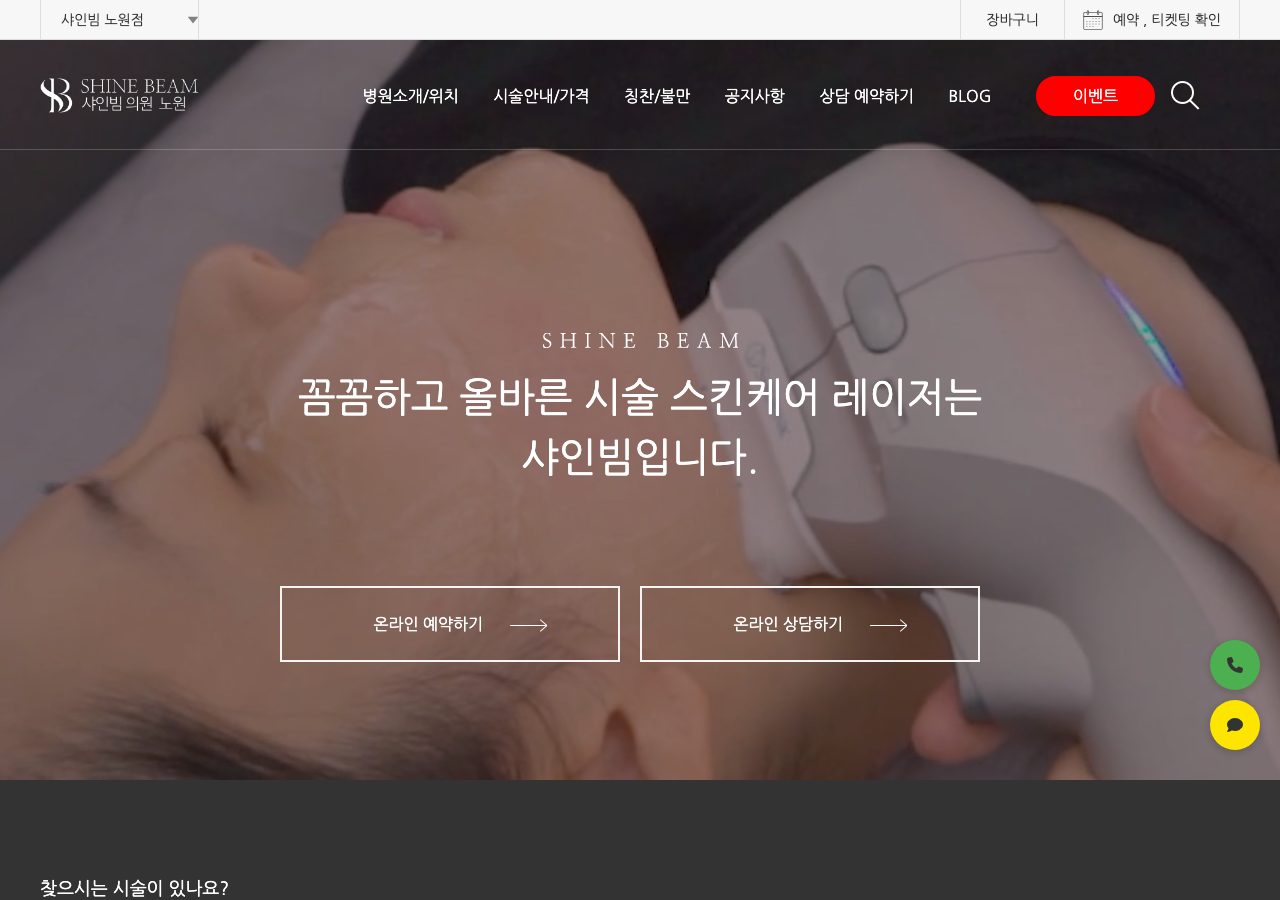 샤인빔 노원점
장바구니
예약 , 티켓팅 확인
SHINE BEAM
샤인빔 의원 노원
병원소개/위치
시술안내/가격
칭찬/불만
공지사항
상담 예약하기
BLOG
이벤트
SHINE BEAM
꼼꼼하고 올바른 시술 스킨케어 레이저는
샤인빔입니다.
온라인 예약하기
온라인 상담하기
찾으시는 시술이 있나요?